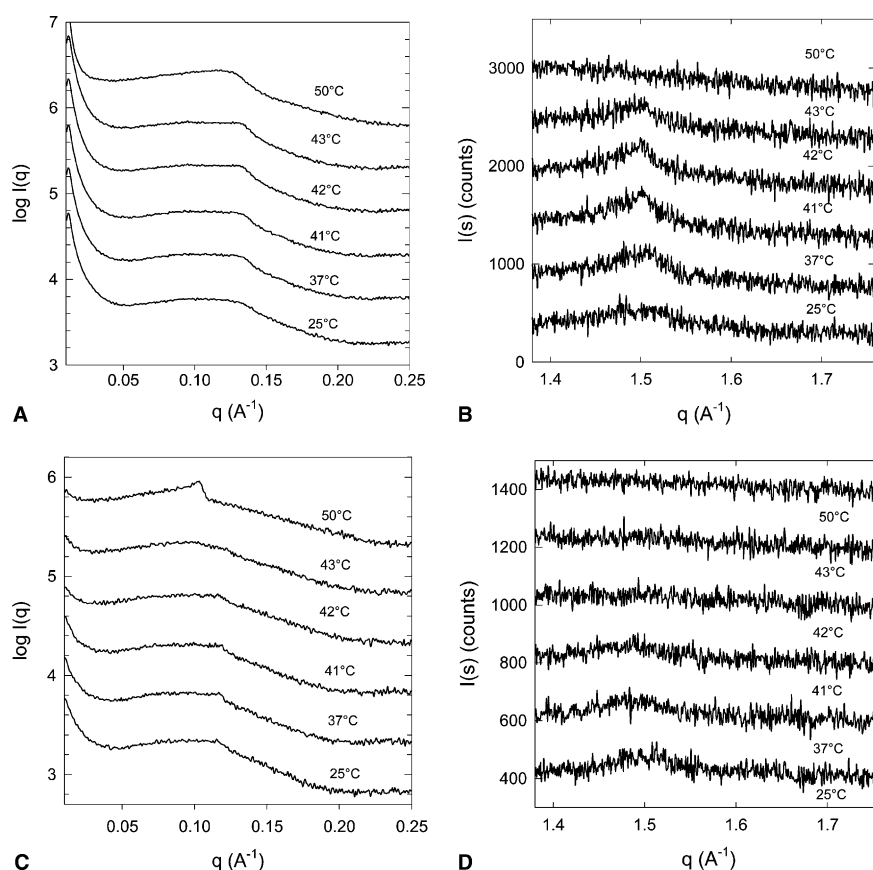 7
6
5
4
3
log I(q)
50°C
43°C
42°C
41°C
37°C
25°C
0.05 0.10 0.15 0.20 0.25
q (A-1)
A
3000
2000
1000
0
I(s) (counts)
50°C
43°C
42°C
41°C
37°C
25°C
1.4 1.5 1.6 1.7
q (A-1)
B
6
5
4
3
log I(q)
50°C
43°C
42°C
41°C
37°C
25°C
0.05 0.10 0.15 0.20 0.25
q (A-1)
C
1400
1200
1000
800
600
400
I(s) (counts)
50°C
43°C
42°C
41°C
37°C
25°C
1.4 1.5 1.6 1.7
q (A-1)
D